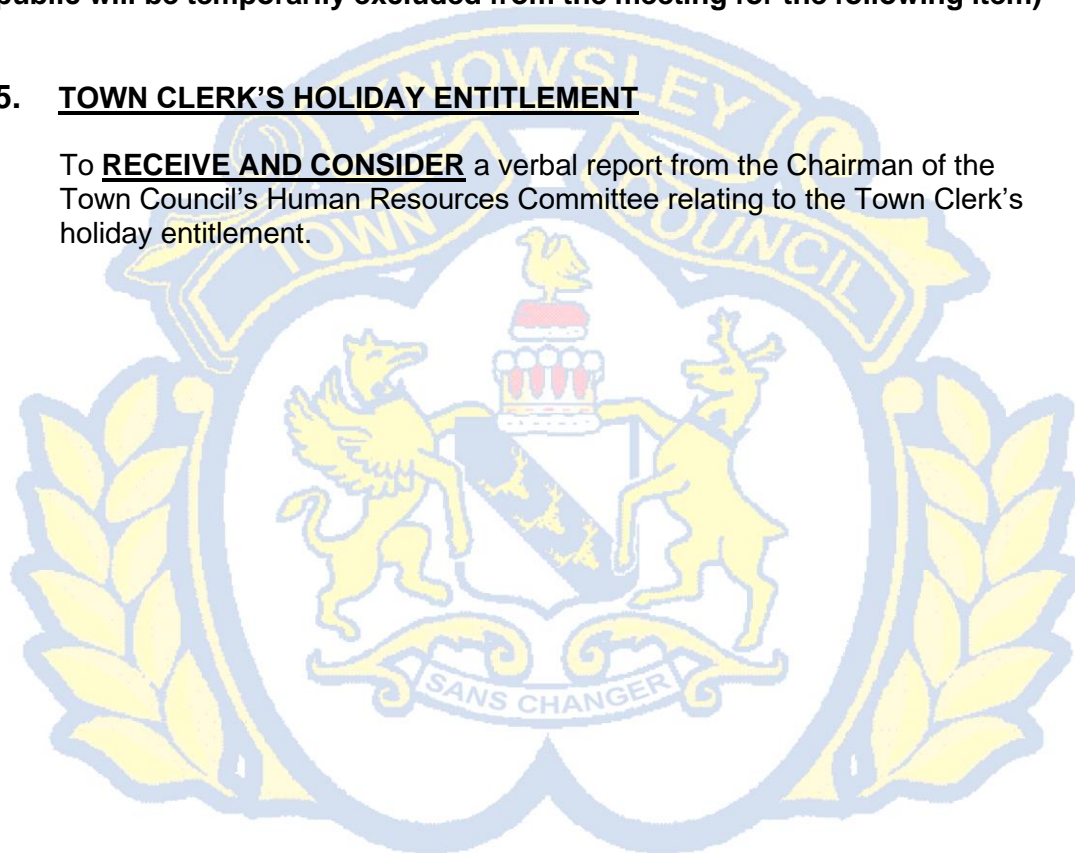 public will be temporarily excluded from the meeting for the following item)
5. TOWN CLERK'S HOLIDAY ENTITLEMENT
To RECEIVE AND CONSIDER a verbal report from the Chairman of the
Town Council's Human Resources Committee relating to the Town Clerk's
holiday entitlement.
KNOWSLEY
TOWN COUNCIL
SANS CHANGER